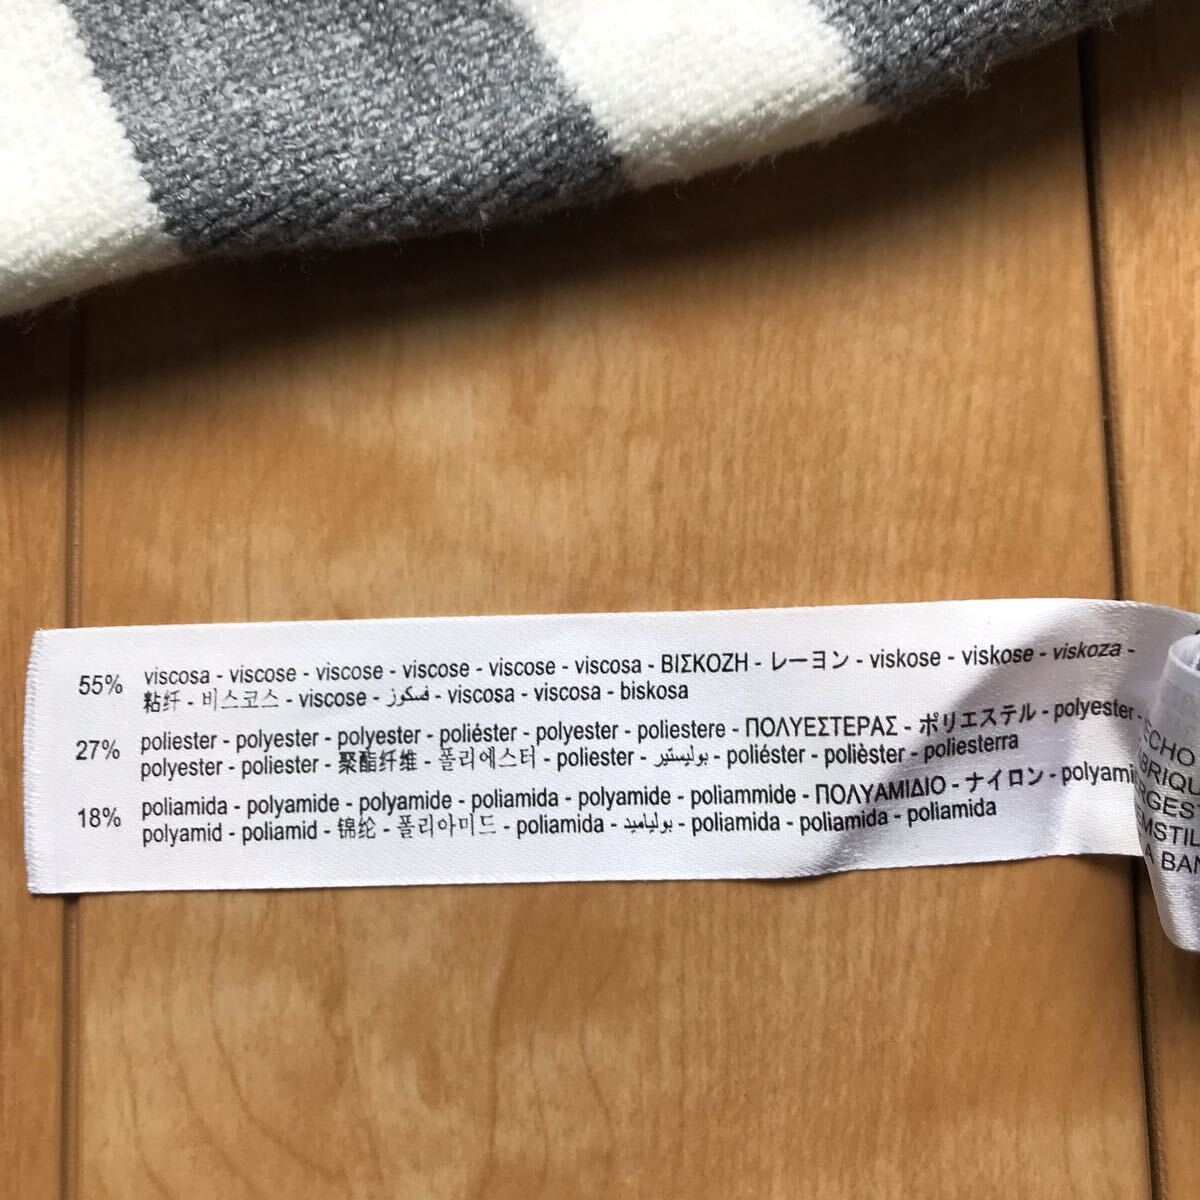 55% viscosa - viscose - viscose - viscose - viscose - viscosa - ΒΙΣΚΟΖΗ - レーヨン - viskose - viskose - viskoza -
粘纤 - 비스코스 - viscose - فسكوز - viscosa - viscosa - biskosa
27% poliester - polyester - polyester - poliéster - polyester - poliestere - ΠΟΛΥΕΣΤΕΡΑΣ - ポリエステル - polyester -
polyester - poliester - 聚酯纤维 - 폴리에스터 - poliester - بوليستير - poliéster - polièster - poliesterra
18% poliamida - polyamide - polyamide - poliamida - polyamide - poliammide - ΠΟΛΥΑΜΙΔΙΟ - ナイロン -
polyamid - poliamid - 锦纶 - 폴리아미드 - poliamida - بولياميد - poliamida - poliamida - poliamida
A